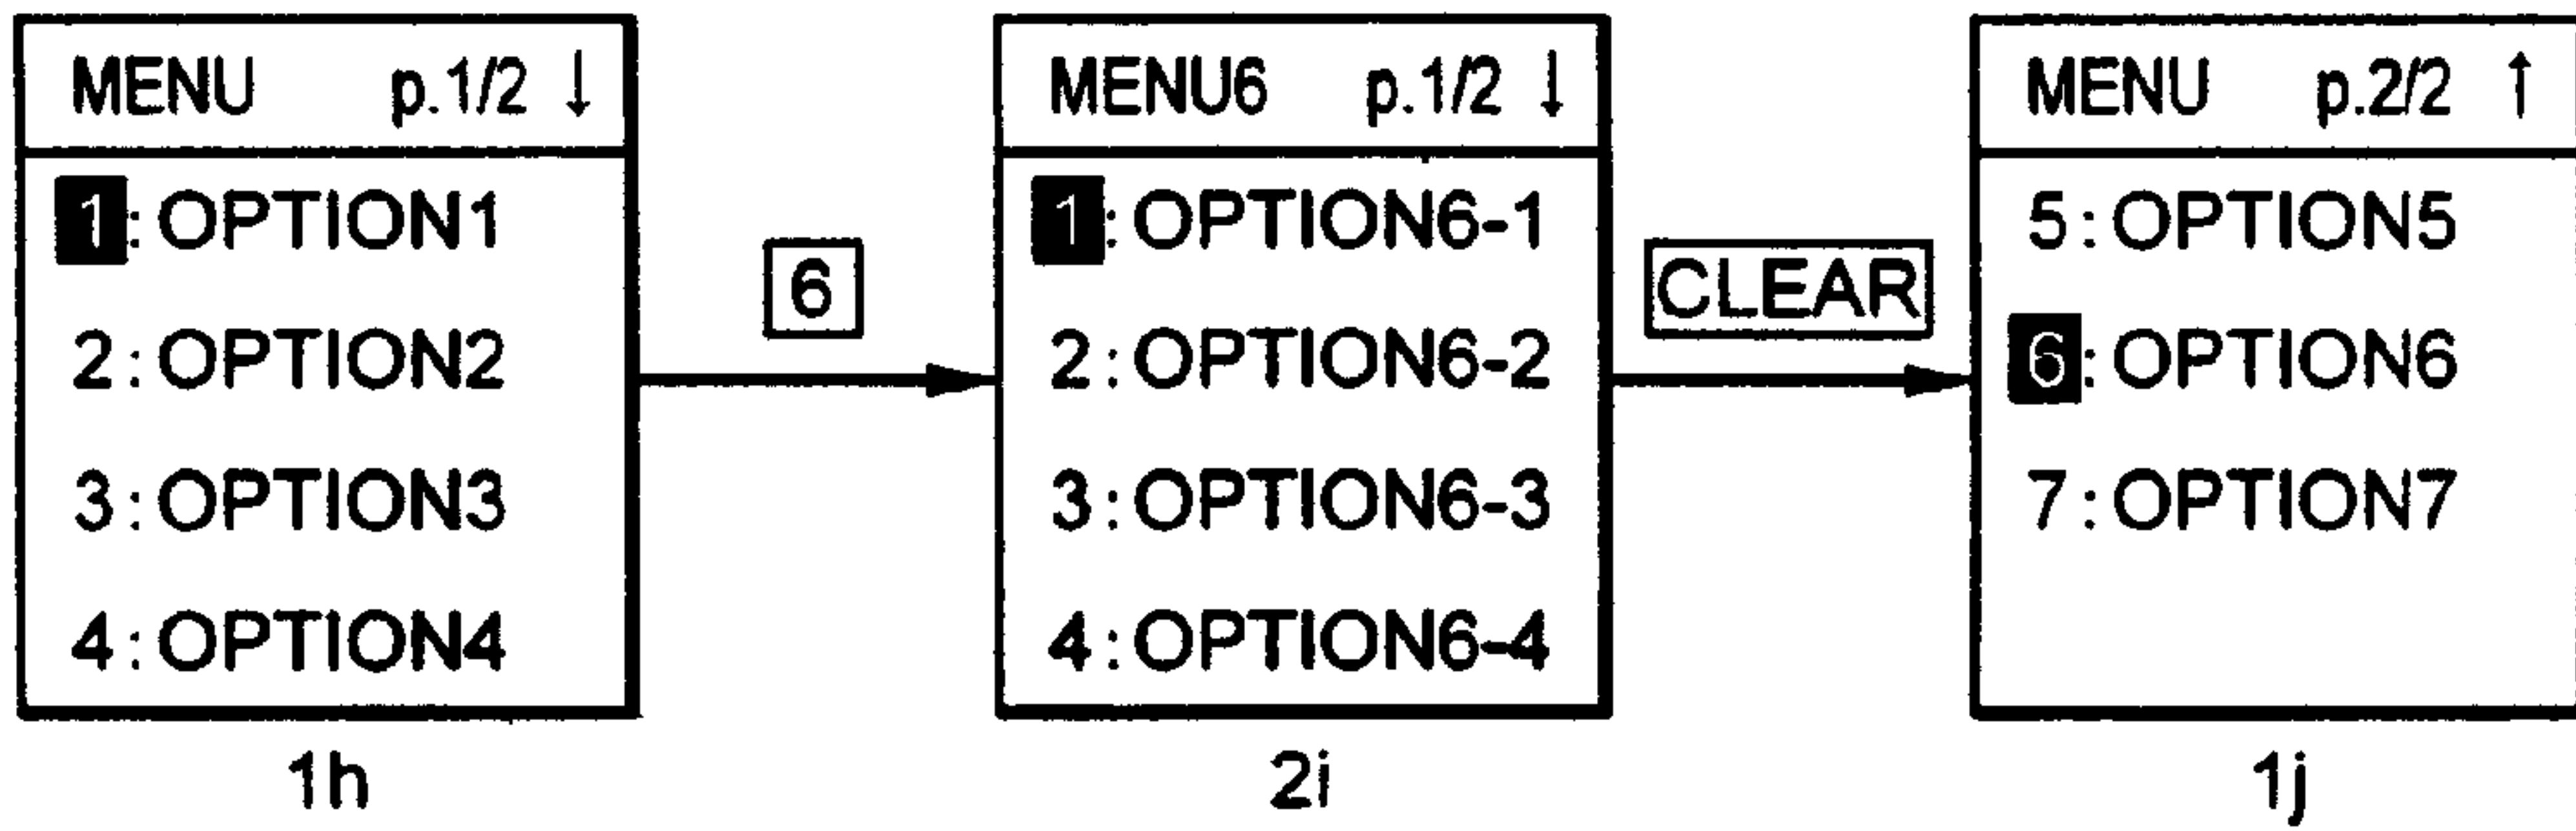 MENU p.1/2 ↓
1:OPTION1
2:OPTION2
3:OPTION3
4:OPTION4
1h
6
MENU6 p.1/2 ↓
1:OPTION6-1
2:OPTION6-2
3:OPTION6-3
4:OPTION6-4
2i
CLEAR
MENU p.2/2 ↑
5:OPTION5
6:OPTION6
7:OPTION7
1j